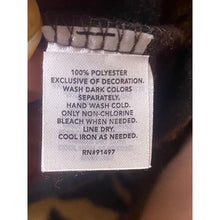 100% POLYESTER
EXCLUSIVE OF DECORATION.
WASH DARK COLORS
SEPARATELY.
HAND WASH COLD.
ONLY NON-CHLORINE
BLEACH WHEN NEEDED.
LINE DRY.
COOL IRON AS NEEDED.
RN#91497